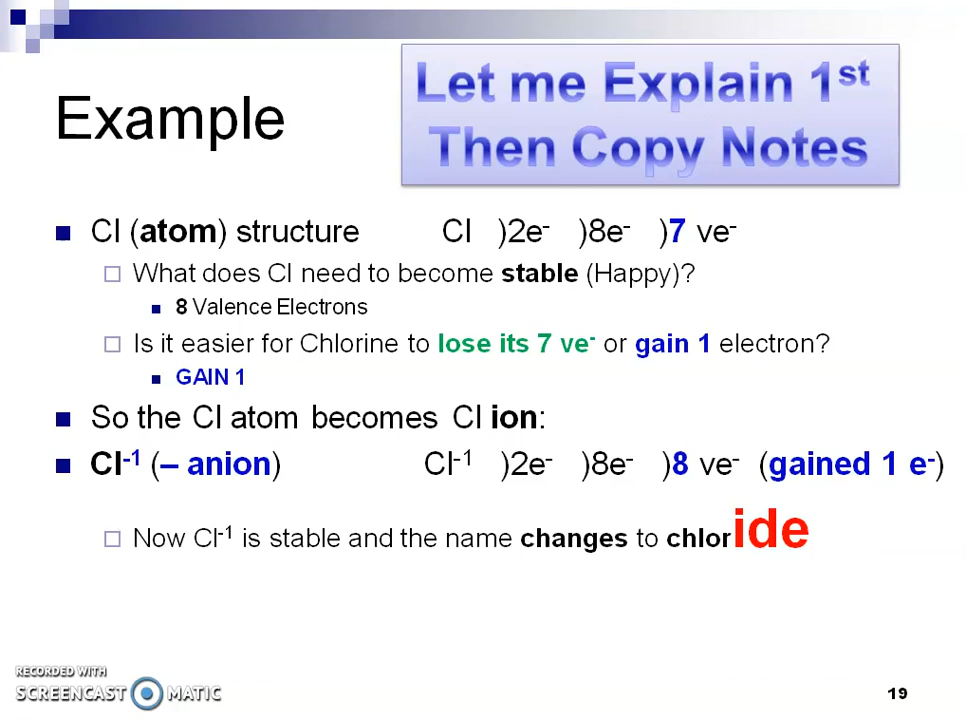 Let me Explain 1st
Then Copy Notes
Example
Cl (atom) structure Cl )2e- )8e- )7 ve-
What does Cl need to become stable (Happy)?
8 Valence Electrons
Is it easier for Chlorine to lose its 7 ve- or gain 1 electron?
GAIN 1
So the Cl atom becomes Cl ion:
Cl-1 (– anion) Cl-1 )2e- )8e- )8 ve- (gained 1 e-)
Now Cl-1 is stable and the name changes to chloride
RECORDED WITH
SCREENCAST MATIC
19